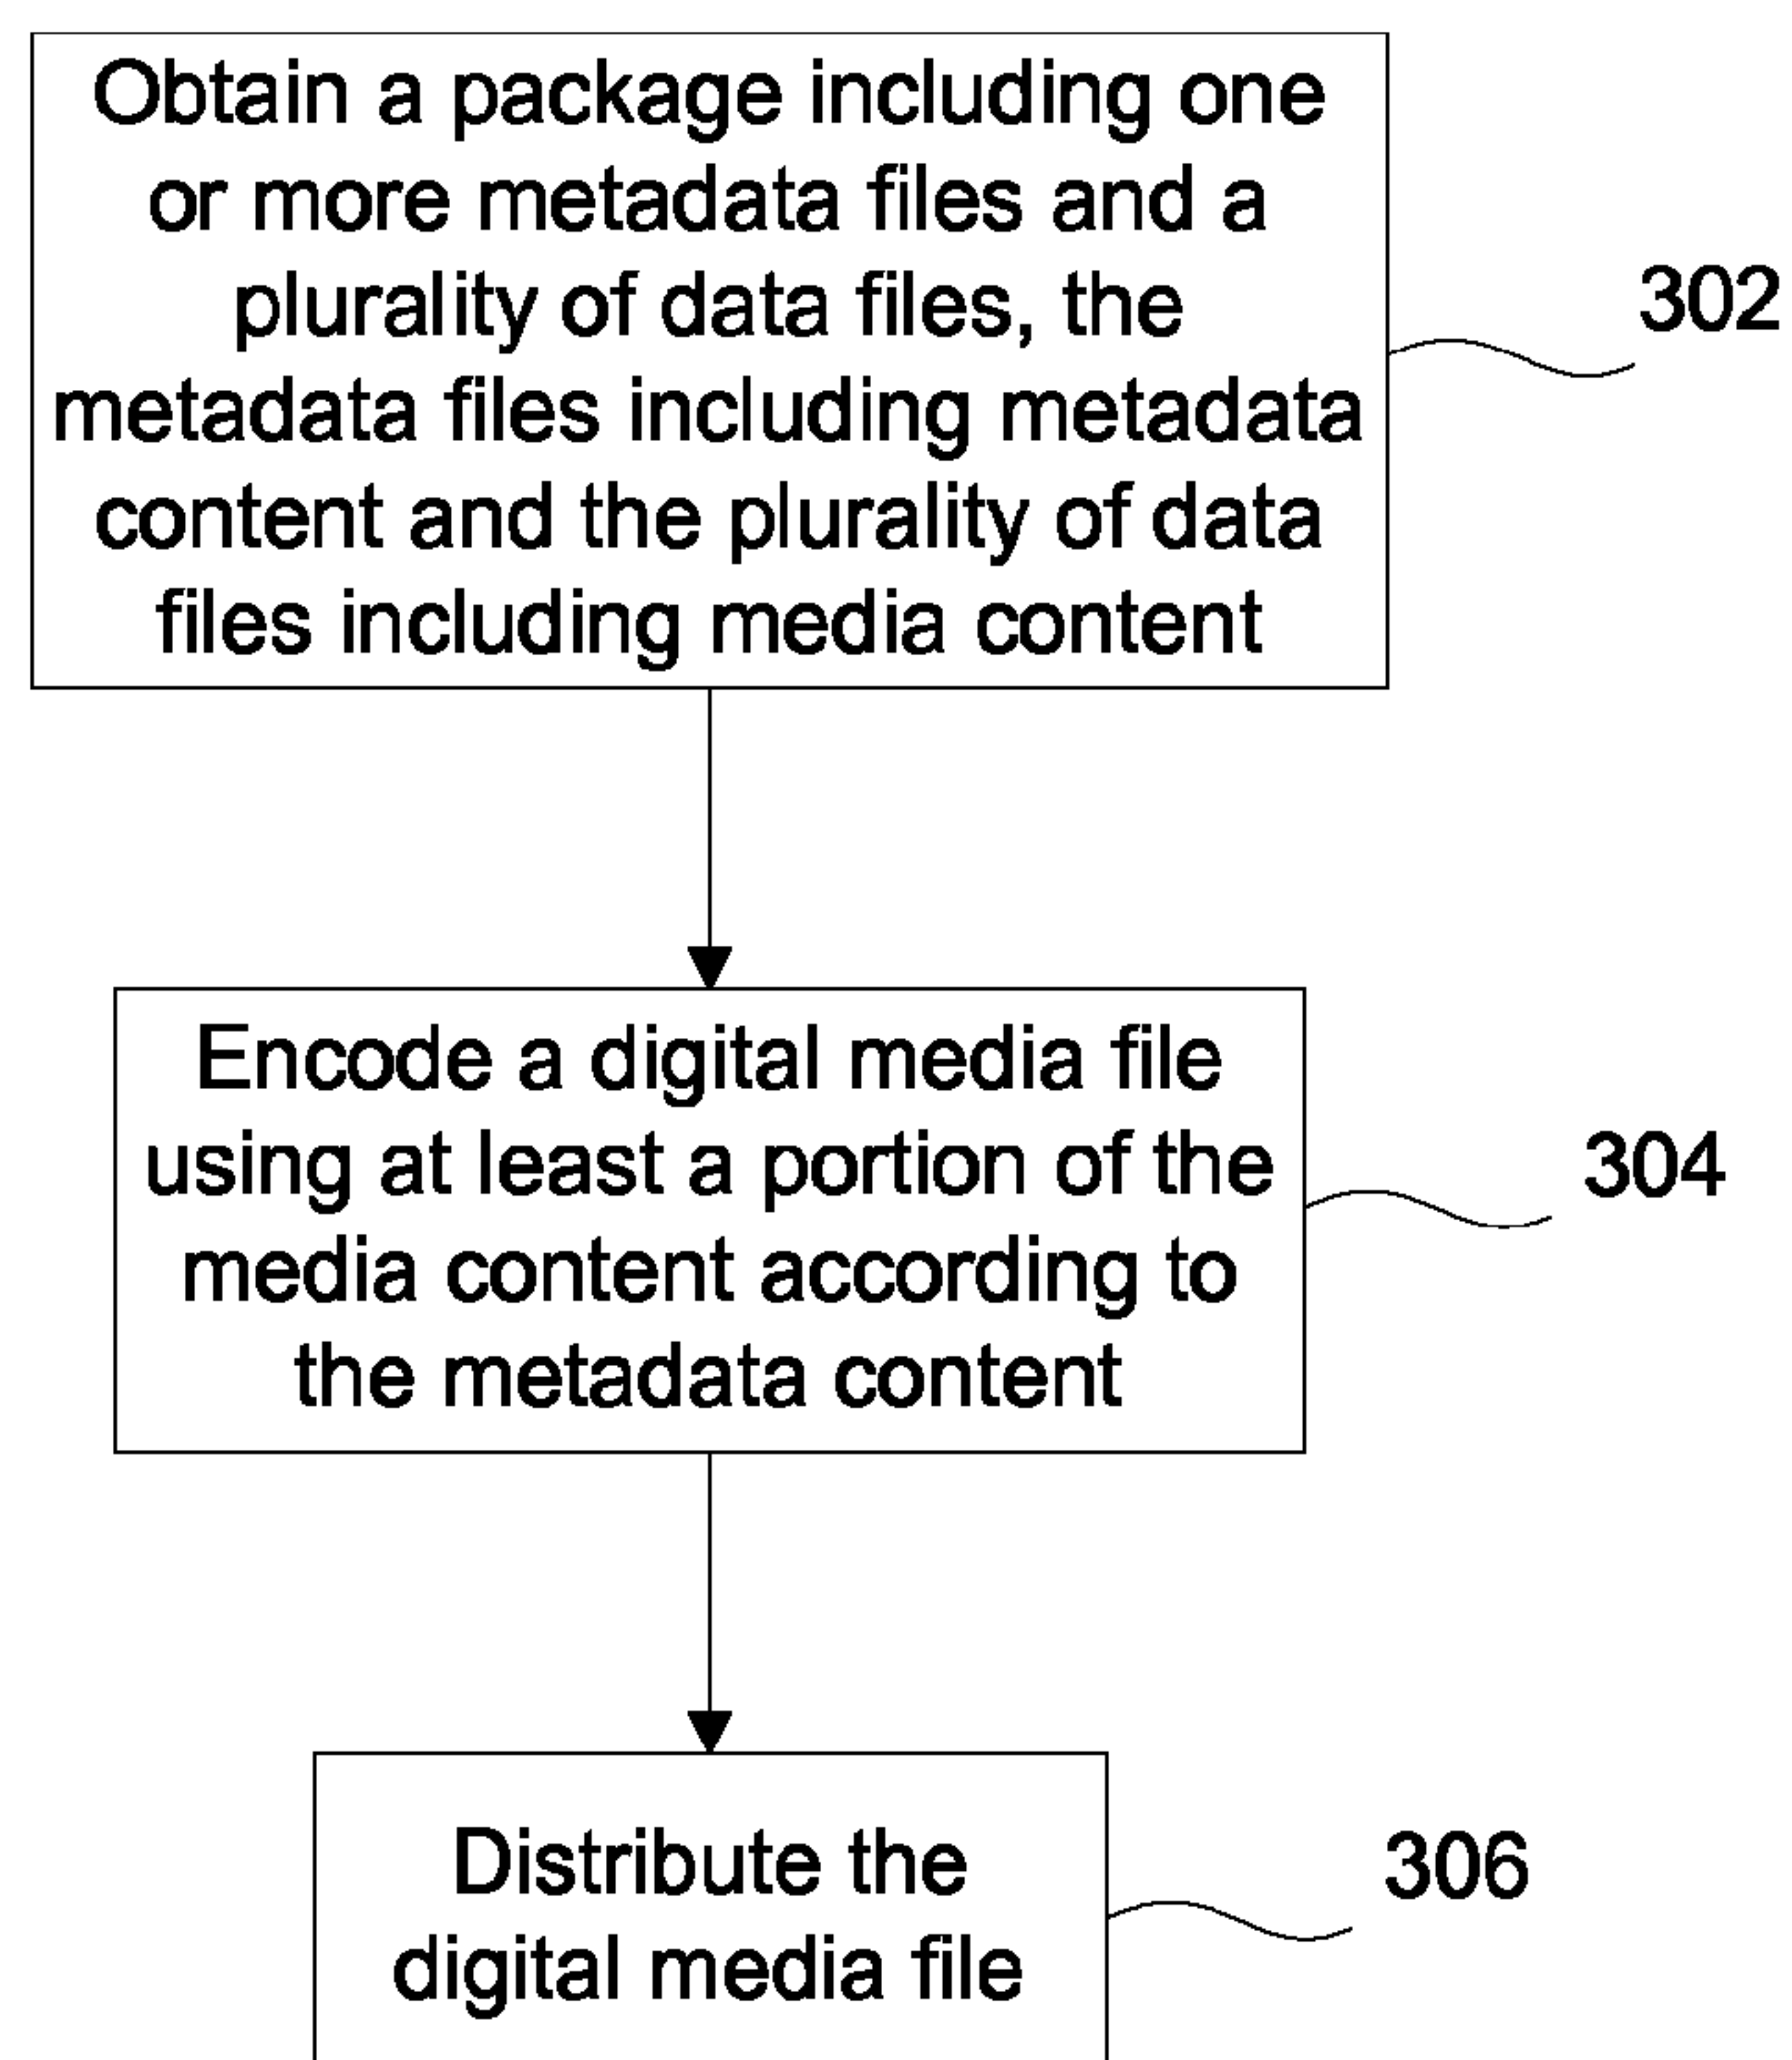 Obtain a package including one
or more metadata files and a
plurality of data files, the
metadata files including metadata
content and the plurality of data
files including media content
302
Encode a digital media file
using at least a portion of the
media content according to
the metadata content
304
Distribute the
digital media file
306